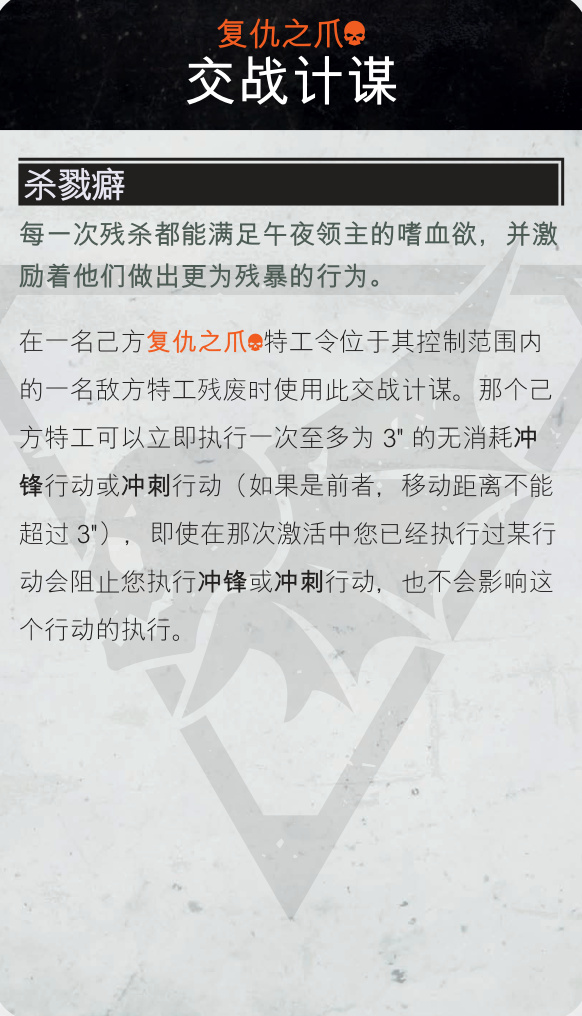 复仇之爪
交战计谋
杀戮癖
每一次残杀都能满足午夜领主的嗜血欲，并激
励着他们做出更为残暴的行为。
在一名己方复仇之爪特工令位于其控制范围内
的一名敌方特工残废时使用此交战计谋。那个己
方特工可以立即执行一次至多为 3" 的无消耗冲
锋行动或冲刺行动（如果是前者，移动距离不能
超过 3"），即使在那次激活中您已经执行过某行
动会阻止您执行冲锋或冲刺行动，也不会影响这
个行动的执行。